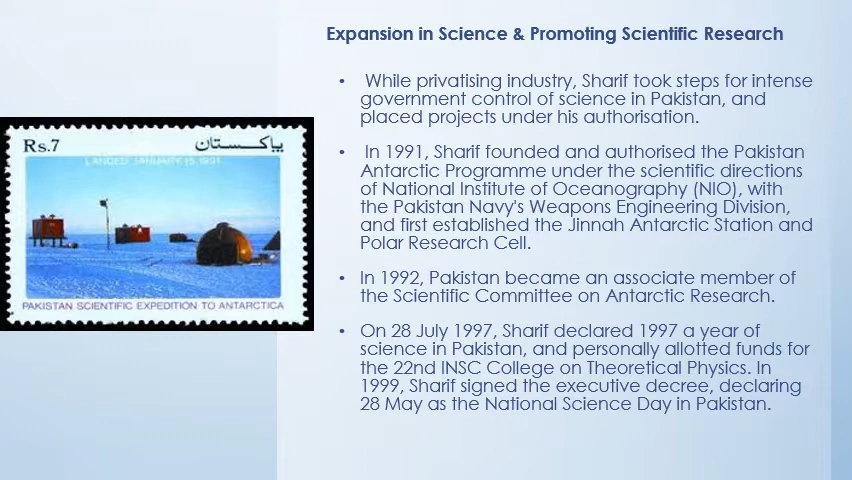 Expansion in Science & Promoting Scientific Research
Rs.7
پاکستان
LANDED JANUARY 15, 1991
PAKISTAN SCIENTIFIC EXPEDITION TO ANTARCTICA
• While privatising industry, Sharif took steps for intense
government control of science in Pakistan, and
placed projects under his authorisation.
• In 1991, Sharif founded and authorised the Pakistan
Antarctic Programme under the scientific directions
of National Institute of Oceanography (NIO), with
the Pakistan Navy's Weapons Engineering Division,
and first established the Jinnah Antarctic Station and
Polar Research Cell.
• In 1992, Pakistan became an associate member of
the Scientific Committee on Antarctic Research.
• On 28 July 1997, Sharif declared 1997 a year of
science in Pakistan, and personally allotted funds for
the 22nd INSC College on Theoretical Physics. In
1999, Sharif signed the executive decree, declaring
28 May as the National Science Day in Pakistan.